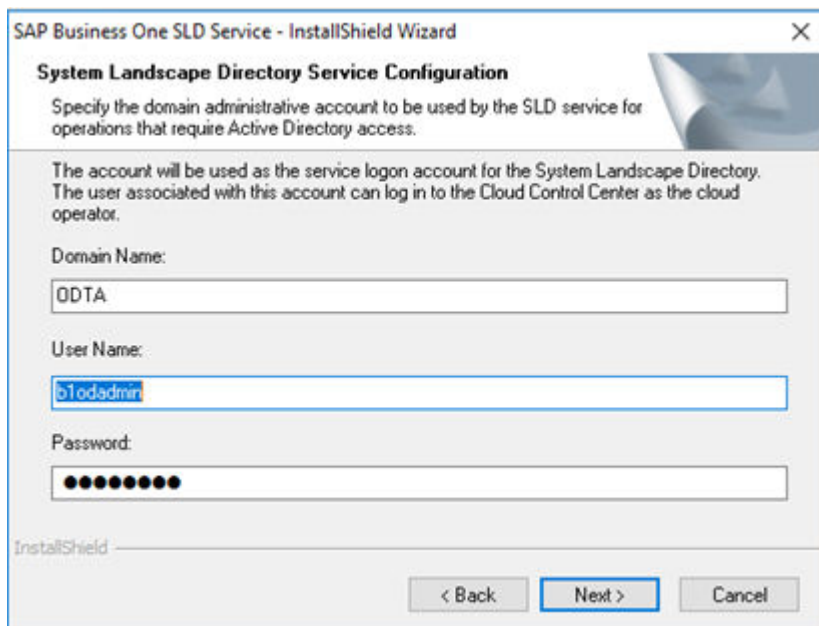 SAP Business One SLD Service - InstallShield Wizard
System Landscape Directory Service Configuration
Specify the domain administrative account to be used by the SLD service for
operations that require Active Directory access.
The account will be used as the service logon account for the System Landscape Directory.
The user associated with this account can log in to the Cloud Control Center as the cloud
operator.
Domain Name:
ODTA
User Name:
b1odadmin
Password:
●●●●●●●●
InstallShield
< Back Next > Cancel